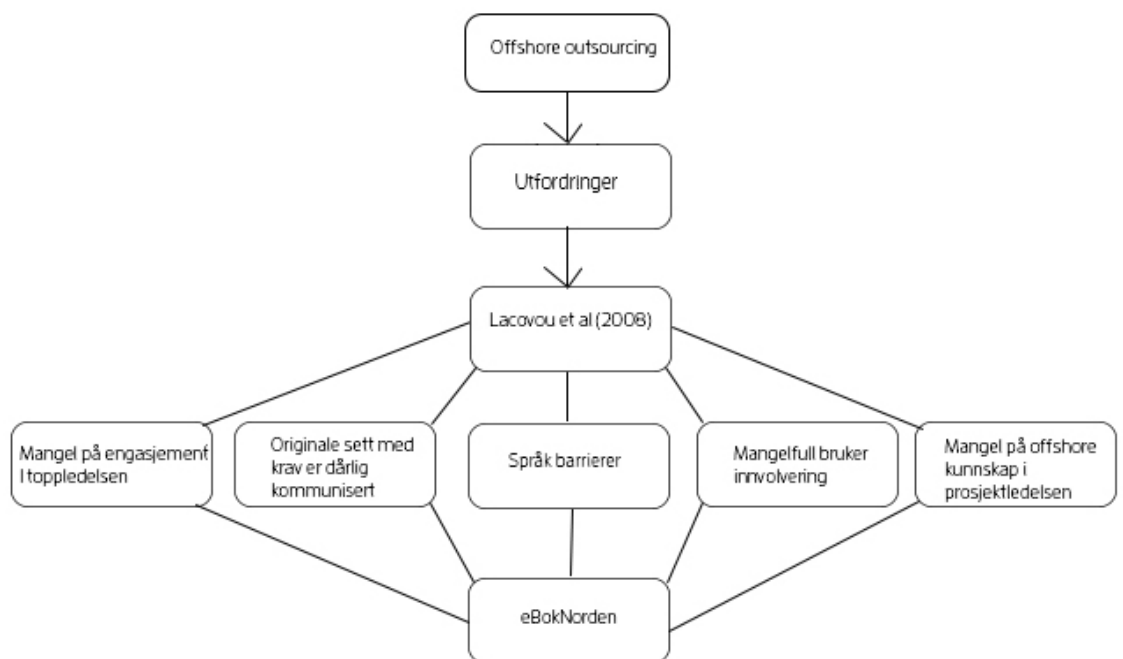 Offshore outsourcing
Utfordringer
Lacovou et al (2008)
Mangel på engasjement
I toppledelsen
Originale sett med
krav er dårlig
kommunisert
Språk barrierer
Mangelfull bruker
innvolvering
Mangel på offshore
kunnskap i
prosjektledelsen
eBokNorden